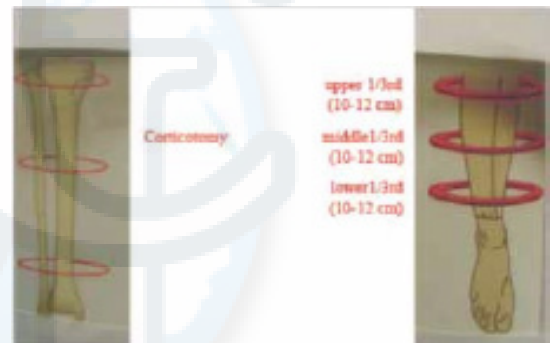 Corticotomy
upper 1/3rd
(10-12 cm)
middle1/3rd
(10-12 cm)
lower1/3rd
(10-12 cm)